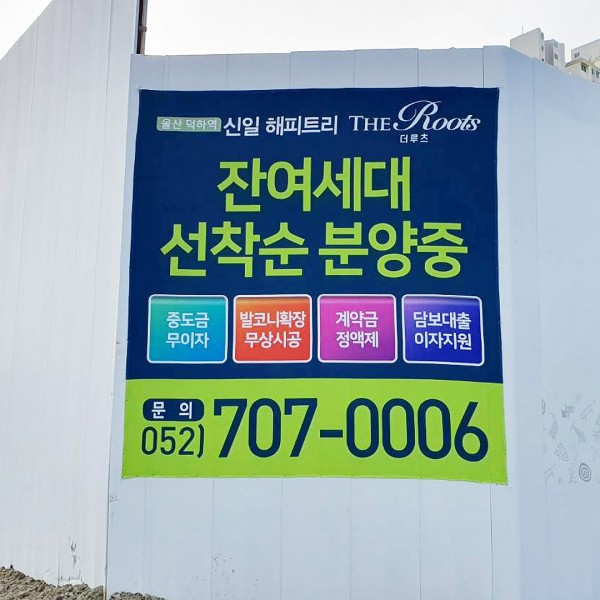 울산 덕하역 신일 해피트리 THE Roots
더루츠
잔여세대
선착순 분양중
중도금
무이자
발코니확장
무상시공
계약금
정액제
담보대출
이자지원
문의
052) 707-0006